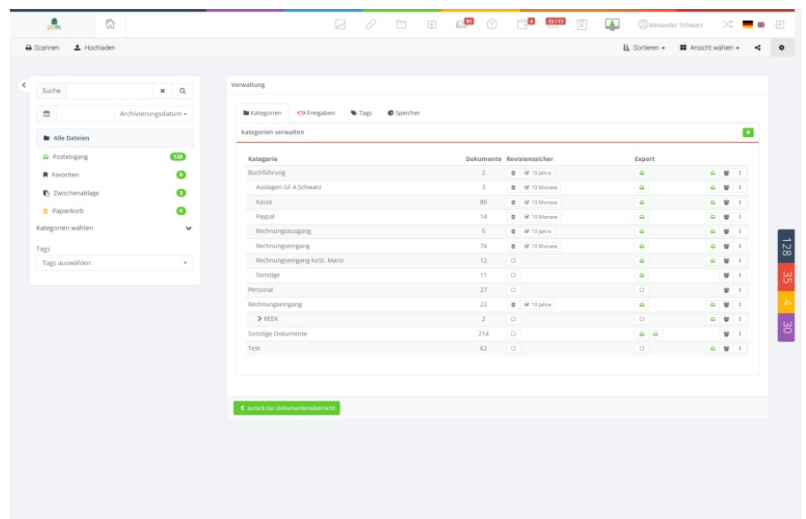 Alexander Schwarz
Scannen Hochladen Sortieren Ansicht wählen
Suche
Archivierungsdatum
Alle Dateien
Posteingang 128
Favoriten 0
Zwischenablage 3
Papierkorb 0
Kategorien wählen
Tags
Tags auswählen
Verwaltung
Kategorien Freigaben Tags Speicher
Kategorien verwalten
Kategorie Dokumente Revisionssicher Export
Buchführung 2 10 Jahre
Auslagen GF A.Schwarz 3 10 Monate
Kasse 80 10 Monate
Paypal 14 10 Monate
Rechnungsausgang 5 10 Jahre
Rechnungseingang 74 10 Monate
Rechnungseingang KoSt. Mario 12
Sonstige 11
Personal 27
Rechnungseingang 22 10 Jahre
REEK 2
Sonstige Dokumente 214
Test 62
zurück zur Dokumentenübersicht
128
35
4
30